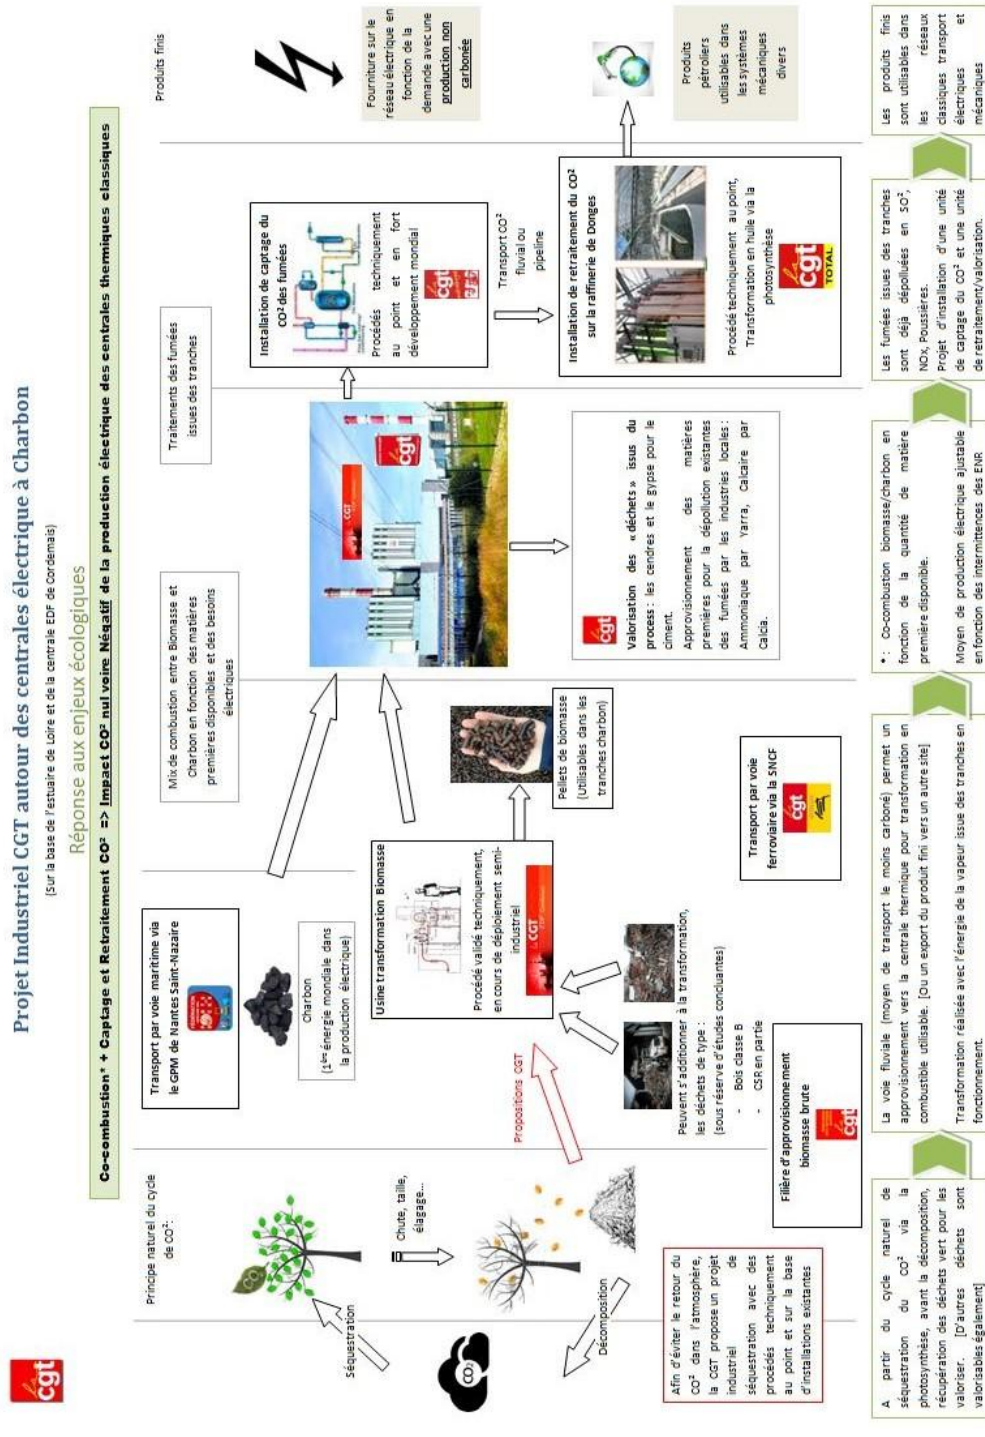 la cgt
Projet Industriel CGT autour des centrales électrique à Charbon
(Sur la base de l'estuaire de Loire et de la centrale EDF de Cordemais)
Réponse aux enjeux écologiques
Co-combustion* + Captage et Retraitement CO² => Impact CO² nul voire Négatif de la production électrique des centrales thermiques classiques
Principe naturel du cycle
de CO²:
CO₂
Séquestration
CO₂
Chute, taille,
élagage...
Décomposition
Afin d'éviter le retour du
CO² dans l'atmosphère,
la CGT propose un projet
industriel de
séquestration avec des
procédés techniquement
au point et sur la base
d'installations existantes
Propositions CGT
Transport par voie maritime via
le GPM de Nantes Saint-Nazaire
Charbon
(1ère énergie mondiale dans
la production électrique)
Usine transformation Biomasse
Procédé validé techniquement,
en cours de déploiement semi-
industriel
CGT
Peuvent s'additionner à la transformation,
les déchets de type :
(sous réserve d'études concluantes)
- Bois classe B
- CSR en partie
Filière d'approvisionnement
biomasse brute
la cgt
Pellets de biomasse
(Utilisables dans les
tranches charbon)
Transport par voie
ferroviaire via la SNCF
la cgt
Mix de combustion entre Biomasse et
Charbon en fonction des matières
premières disponibles et des besoins
électriques
CGT
la cgt
la cgt
Valorisation des « déchets » issus du
process : les cendres et le gypse pour le
ciment.
Approvisionnement des matières
premières pour la dépollution existantes
des fumées par les industries locales :
Ammoniaque par Yarra, Calcaire par
Calcia.
Traitements des fumées
issues des tranches
Installation de captage du
CO² des fumées
Procédés techniquement
au point et en fort
développement mondial
la cgt
Transport CO²
fluvial ou
pipeline
Installation de retraitement du CO²
sur la raffinerie de Donges
Procédé techniquement au point,
Transformation en huile via la
photosynthèse
la cgt
TOTAL
Produits finis
Fourniture sur le
réseau électrique en
fonction de la
demande avec une
production non
carbonée
Produits
pétroliers
utilisables dans
les systèmes
mécaniques
divers
A partir du cycle naturel de
séquestration du CO² via la
photosynthèse, avant la décomposition,
récupération des déchets vert pour les
valoriser. [D'autres déchets sont
valorisables également]
La voie fluviale (moyen de transport le moins carboné) permet un
approvisionnement vers la centrale thermique pour transformation en
combustible utilisable. [Ou un export du produit fini vers un autre site]
Transformation réalisée avec l'énergie de la vapeur issue des tranches en
fonctionnement.
* : Co-combustion biomasse/charbon en
fonction de la quantité de matière
première disponible.
Moyen de production électrique ajustable
en fonction des intermittences des ENR
Les fumées issues des tranches
sont déjà dépolluées en SO²,
NOx, Poussières.
Projet d'installation d'une unité
de captage du CO² et une unité
de retraitement/valorisation.
Les produits finis
sont utilisables dans
les réseaux
classiques transport
électriques et
mécaniques